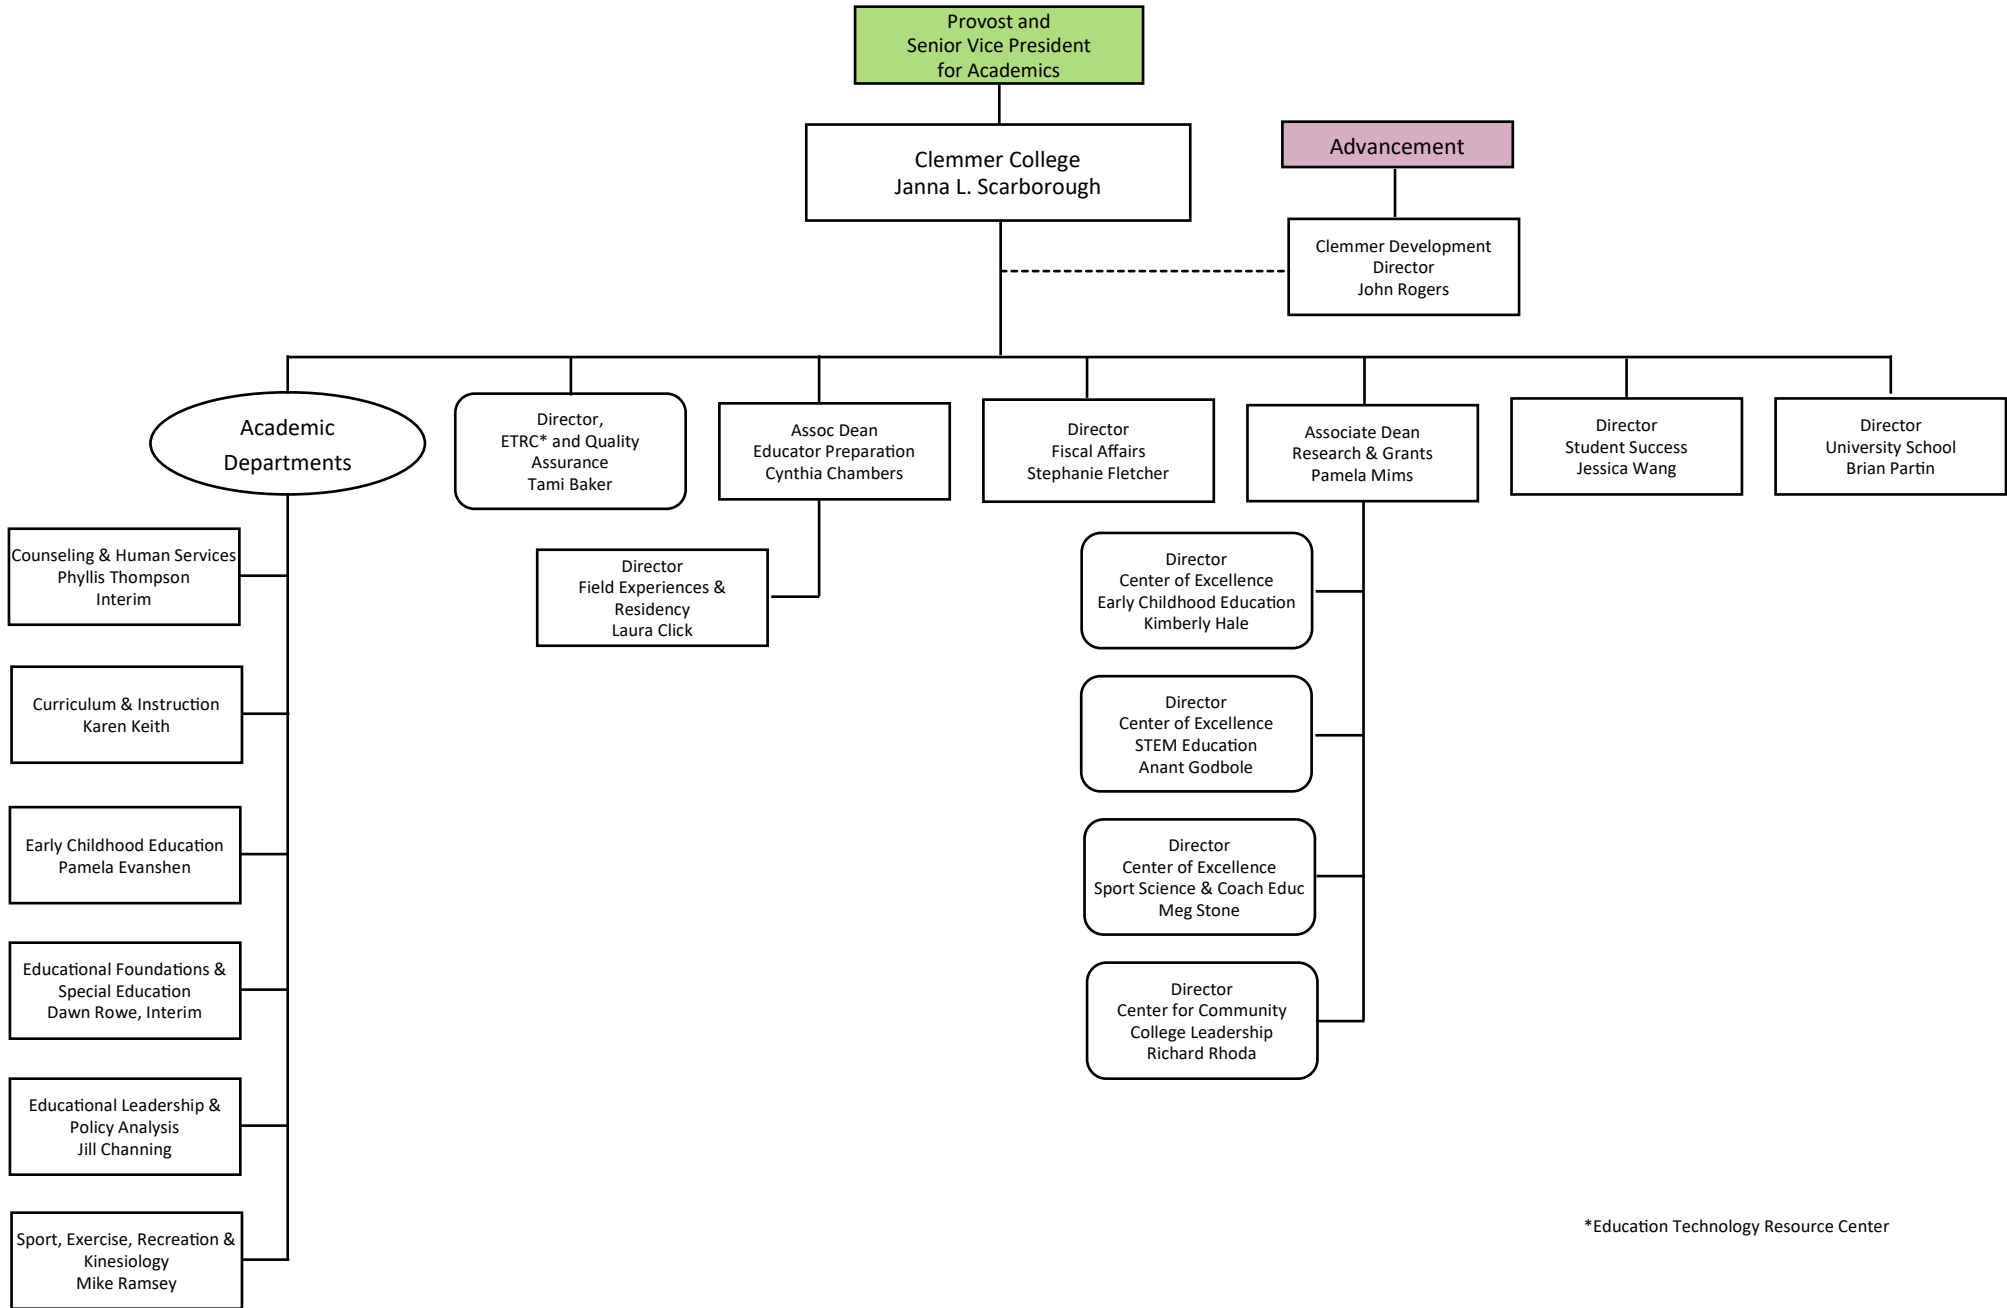 Provost and
Senior Vice President
for Academics
Clemmer College
Janna L. Scarborough
Advancement
Clemmer Development
Director
John Rogers
Academic
Departments
Director,
ETRC* and Quality
Assurance
Tami Baker
Assoc Dean
Educator Preparation
Cynthia Chambers
Director
Fiscal Affairs
Stephanie Fletcher
Associate Dean
Research & Grants
Pamela Mims
Director
Student Success
Jessica Wang
Director
University School
Brian Partin
Counseling & Human Services
Phyllis Thompson
Interim
Curriculum & Instruction
Karen Keith
Early Childhood Education
Pamela Evanshen
Educational Foundations &
Special Education
Dawn Rowe, Interim
Educational Leadership &
Policy Analysis
Jill Channing
Sport, Exercise, Recreation &
Kinesiology
Mike Ramsey
Director
Field Experiences &
Residency
Laura Click
Director
Center of Excellence
Early Childhood Education
Kimberly Hale
Director
Center of Excellence
STEM Education
Anant Godbole
Director
Center of Excellence
Sport Science & Coach Educ
Meg Stone
Director
Center for Community
College Leadership
Richard Rhoda
*Education Technology Resource Center